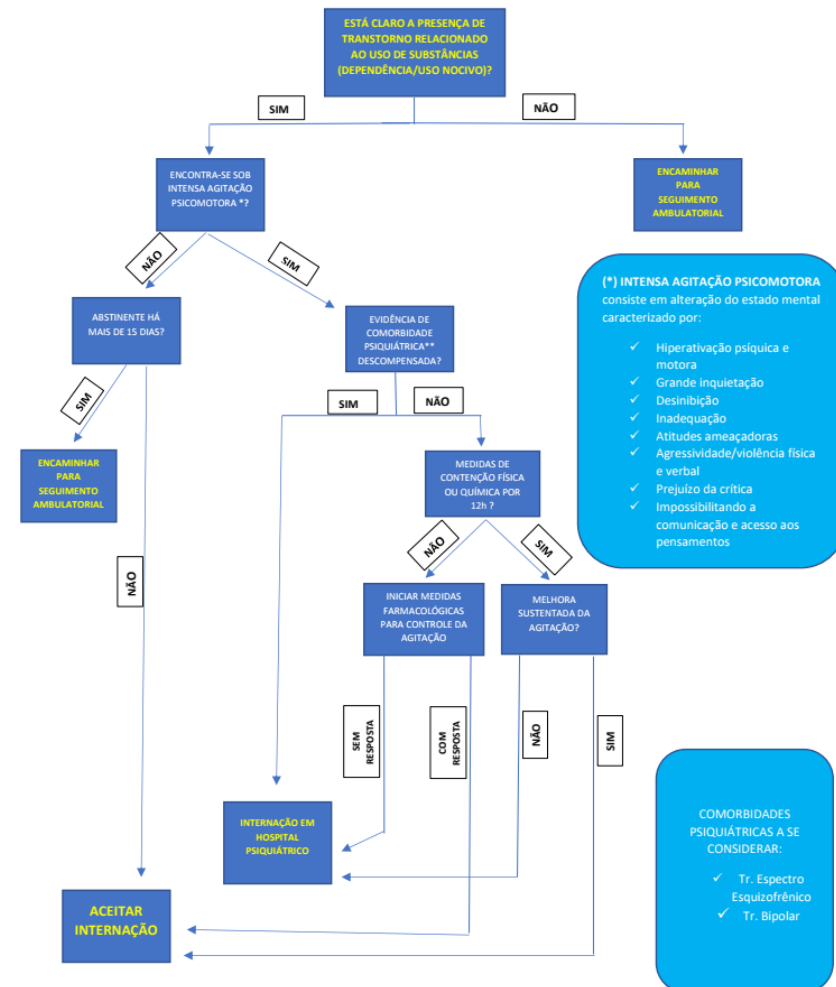 ESTÁ CLARO A PRESENÇA DE
TRANSTORNO RELACIONADO
AO USO DE SUBSTÂNCIAS
(DEPENDÊNCIA/USO NOCIVO)?
SIM
NÃO
ENCONTRA-SE SOB
INTENSA AGITAÇÃO
PSICOMOTORA *?
ENCAMINHAR
PARA
SEGUIMENTO
AMBULATORIAL
NÃO
SIM
ABSTINENTE HÁ
MAIS DE 15 DIAS?
EVIDÊNCIA DE
COMORBIDADE
PSIQUIÁTRICA**
DESCOMPENSADA?
(*) INTENSA AGITAÇÃO PSICOMOTORA
consiste em alteração do estado mental
caracterizado por:
✓ Hiperativação psíquica e
motora
✓ Grande inquietação
✓ Desinibição
✓ Inadequação
✓ Atitudes ameaçadoras
✓ Agressividade/violência física
e verbal
✓ Prejuízo da crítica
✓ Impossibilitando a
comunicação e acesso aos
pensamentos
SIM
SIM
NÃO
ENCAMINHAR
PARA
SEGUIMENTO
AMBULATORIAL
MEDIDAS DE
CONTENÇÃO FÍSICA
OU QUÍMICA POR
12h ?
NÃO
NÃO
SIM
INICIAR MEDIDAS
FARMACOLÓGICAS
PARA CONTROLE DA
AGITAÇÃO
MELHORA
SUSTENTADA DA
AGITAÇÃO?
SEM
RESPOSTA
COM
RESPOSTA
NÃO
SIM
INTERNAÇÃO EM
HOSPITAL
PSIQUIÁTRICO
COMORBIDADES
PSIQUIÁTRICAS A SE
CONSIDERAR:
✓ Tr. Espectro
Esquizofrênico
✓ Tr. Bipolar
ACEITAR
INTERNAÇÃO